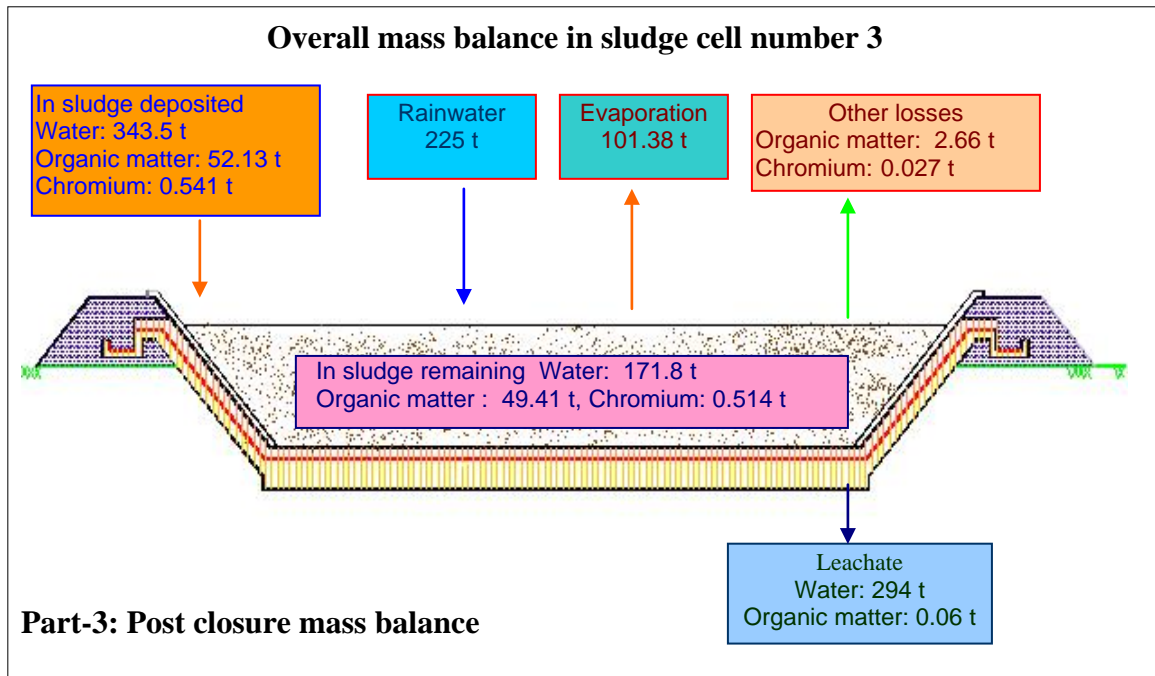 Overall mass balance in sludge cell number 3
In sludge deposited
Water: 343.5 t
Organic matter: 52.13 t
Chromium: 0.541 t
Rainwater
225 t
Evaporation
101.38 t
Other losses
Organic matter: 2.66 t
Chromium: 0.027 t
In sludge remaining Water: 171.8 t
Organic matter : 49.41 t, Chromium: 0.514 t
Leachate
Water: 294 t
Organic matter: 0.06 t
Part-3: Post closure mass balance